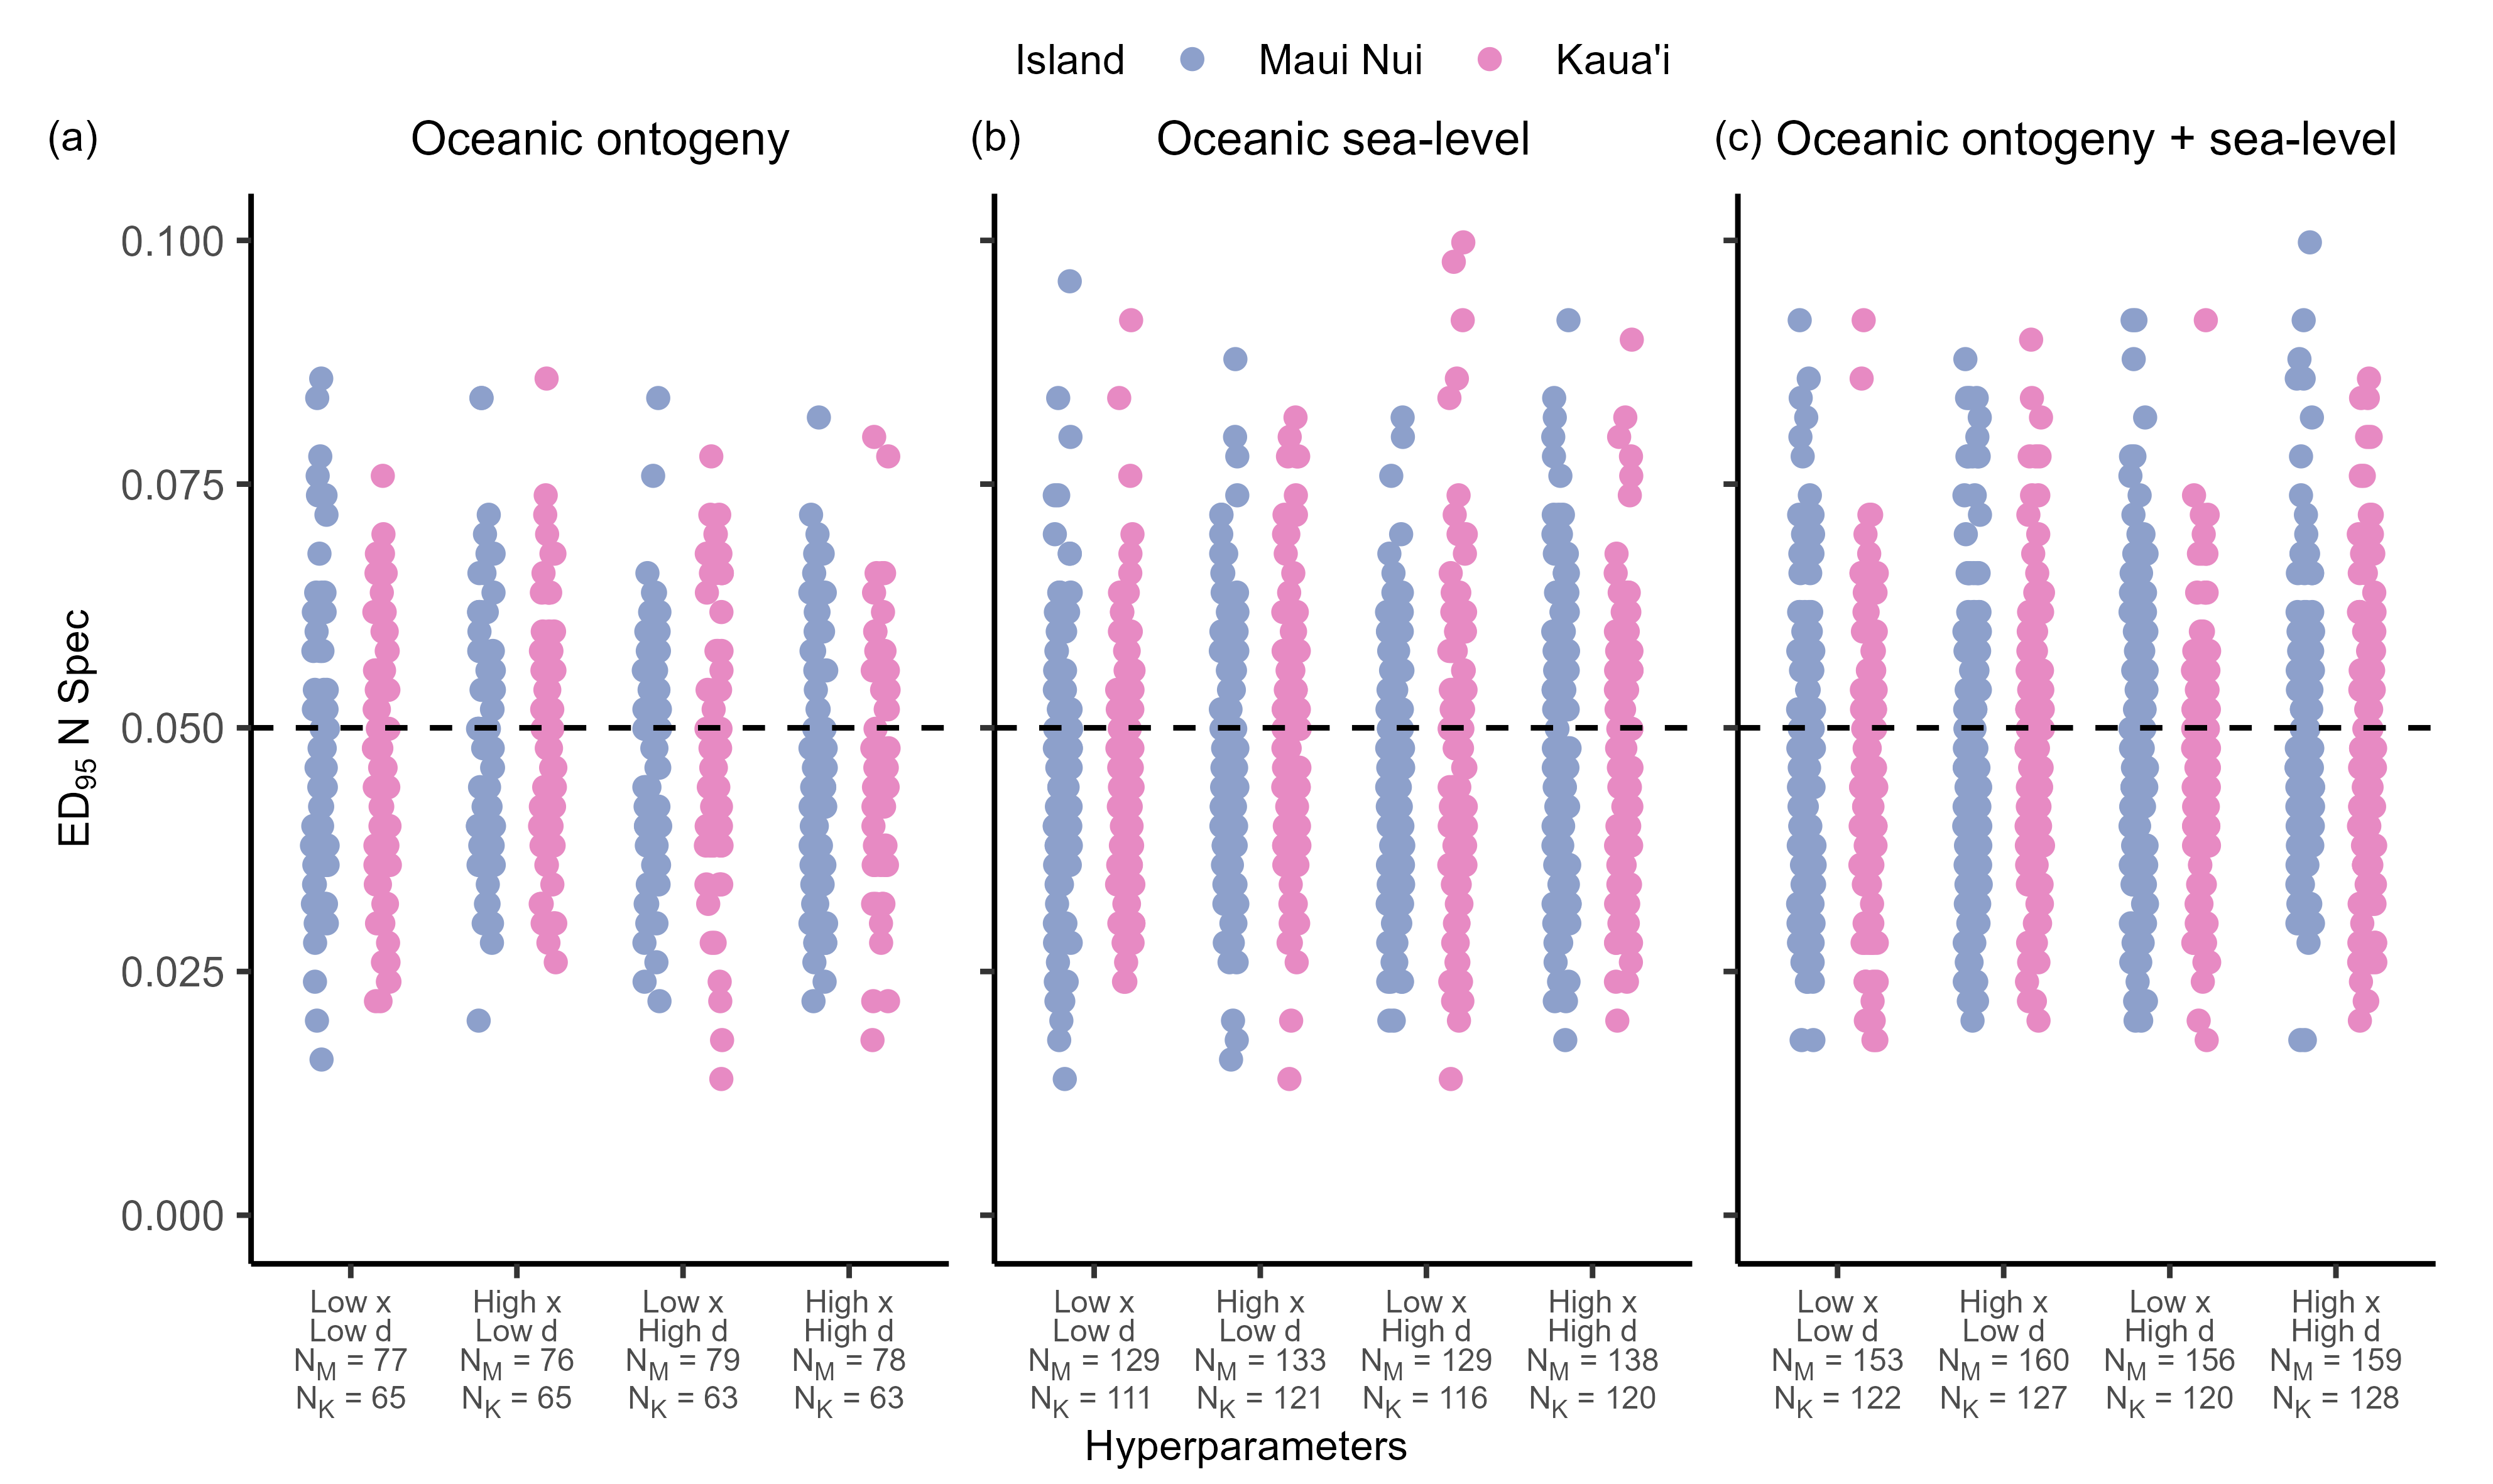 Island Maui Nui Kaua'i
(a) Oceanic ontogeny
(b) Oceanic sea-level
(c) Oceanic ontogeny + sea-level
ED95 N Spec
0.100
0.075
0.050
0.025
0.000
Low x
Low d
NM = 77
NK = 65
High x
Low d
NM = 76
NK = 65
Low x
High d
NM = 79
NK = 63
High x
High d
NM = 78
NK = 63
Low x
Low d
NM = 129
NK = 111
High x
Low d
NM = 133
NK = 121
Low x
High d
NM = 129
NK = 116
High x
High d
NM = 138
NK = 120
Low x
Low d
NM = 153
NK = 122
High x
Low d
NM = 160
NK = 127
Low x
High d
NM = 156
NK = 120
High x
High d
NM = 159
NK = 128
Hyperparameters